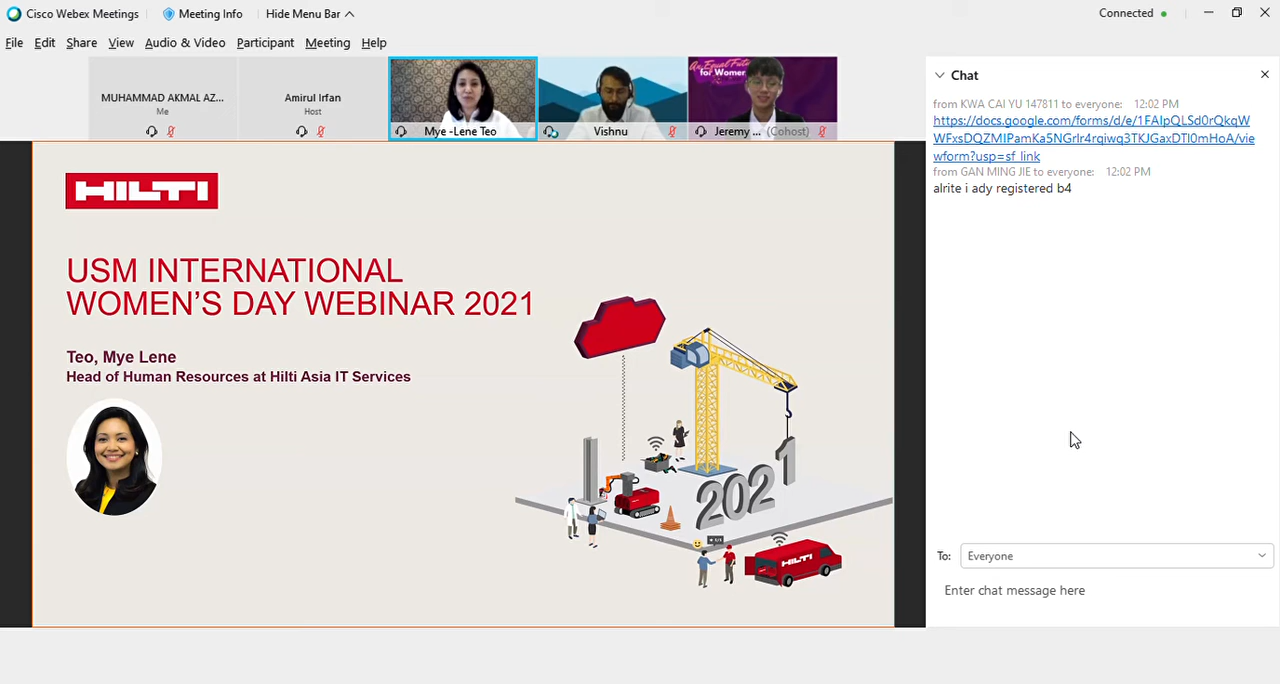 Cisco Webex Meetings
Meeting Info
Hide Menu Bar
Connected
File Edit Share View Audio & Video Participant Meeting Help
MUHAMMAD AKMAL AZ...
Me
Amirul Irfan
Host
Mye -Lene Teo
Vishnu
Jeremy ... (Cohost)
An Equal Futu
for Women
HILTI
USM INTERNATIONAL
WOMEN'S DAY WEBINAR 2021
Teo, Mye Lene
Head of Human Resources at Hilti Asia IT Services
2021
HILTI
Chat
from KWA CAI YU 147811 to everyone: 12:02 PM
https://docs.google.com/forms/d/e/1FAIpQLSd0rQkqW
WFxsDQZMIPamKa5NGrlr4rqiwq3TKJGaxDTl0mHoA/vie
wform?usp=sf_link
from GAN MING JIE to everyone: 12:02 PM
alrite i ady registered b4
To: Everyone
Enter chat message here